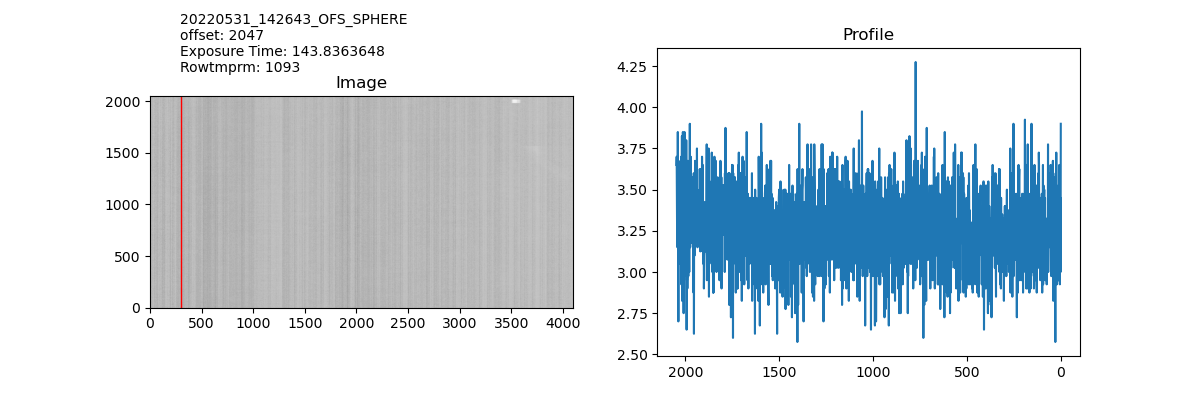 20220531_142643_OFS_SPHERE
offset: 2047
Exposure Time: 143.8363648
Rowtmprm: 1093
Image
2000
1500
1000
500
0
0 500 1000 1500 2000 2500 3000 3500 4000
Profile
4.25
4.00
3.75
3.50
3.25
3.00
2.75
2.50
2000 1500 1000 500 0